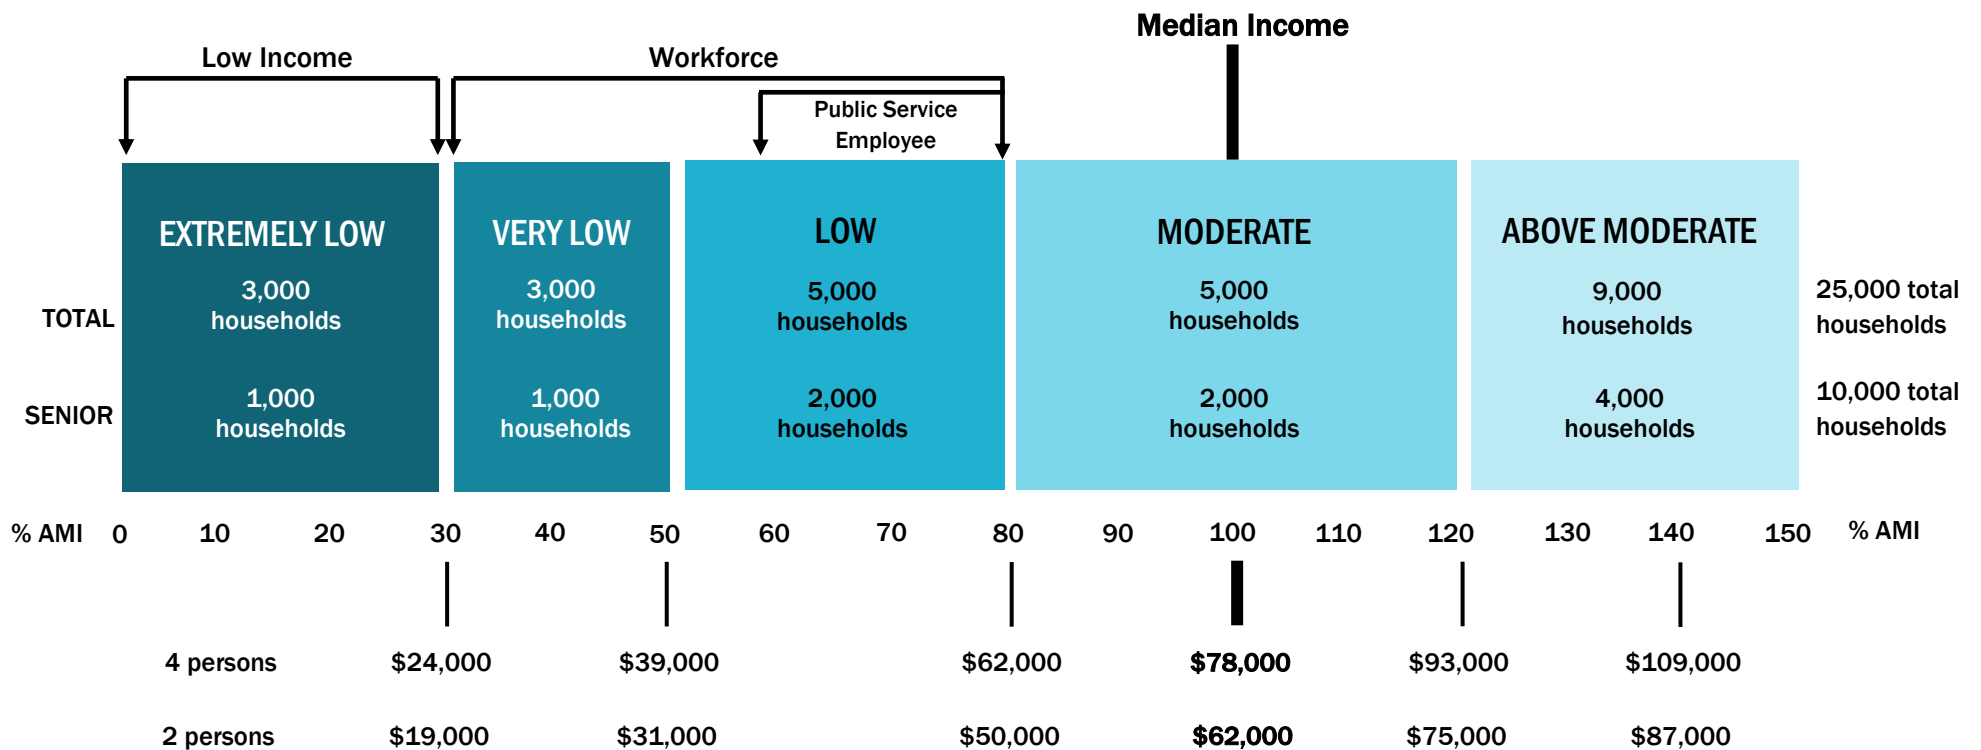 Median Income
Low Income
Workforce
Public Service
Employee
EXTREMELY LOW
VERY LOW
LOW
MODERATE
ABOVE MODERATE
TOTAL
3,000
households
3,000
households
5,000
households
5,000
households
9,000
households
25,000 total
households
SENIOR
1,000
households
1,000
households
2,000
households
2,000
households
4,000
households
10,000 total
households
% AMI 0 10 20 30 40 50 60 70 80 90 100 110 120 130 140 150 % AMI
4 persons $24,000 $39,000 $62,000 $78,000 $93,000 $109,000
2 persons $19,000 $31,000 $50,000 $62,000 $75,000 $87,000